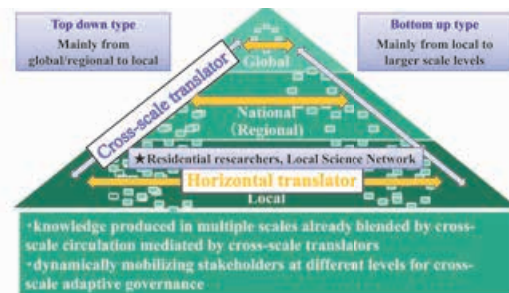 Top down type
Mainly from
global/regional to local
Bottom up type
Mainly from local to
larger scale levels
Cross-scale translator
Global
National
(Regional)
★Residential researchers, Local Science Network
Horizontal translator
Local
·knowledge produced in multiple scales already blended by cross-
scale circulation mediated by cross-scale translators
·dynamically mobilizing stakeholders at different levels for cross-
scale adaptive governance